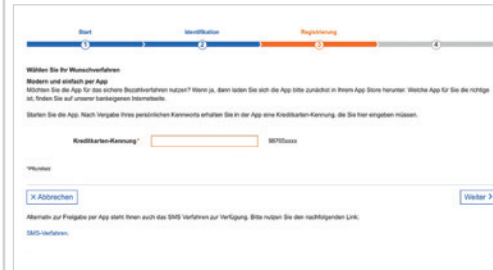 Start Identifikation Registrierung
1 2 3 4
Wählen Sie Ihr Wunschverfahren
Modern und einfach per App
Möchten Sie die App für das sichere Bezahlverfahren nutzen? Wenn ja, dann laden Sie sich die App bitte zunächst in Ihrem App Store herunter. Welche App für Sie die richtige
ist, finden Sie auf unserer bankeigenen Internetseite.
Starten Sie die App. Nach Vergabe Ihres persönlichen Kennworts erhalten Sie in der App eine Kreditkarten-Kennung, die Sie hier eingeben müssen.
Kreditkarten-Kennung*
*Pflichtfeld
× Abbrechen Weiter >
Alternativ zur Freigabe per App steht Ihnen auch das SMS Verfahren zur Verfügung. Bitte nutzen Sie den nachfolgenden Link:
SMS-Verfahren.